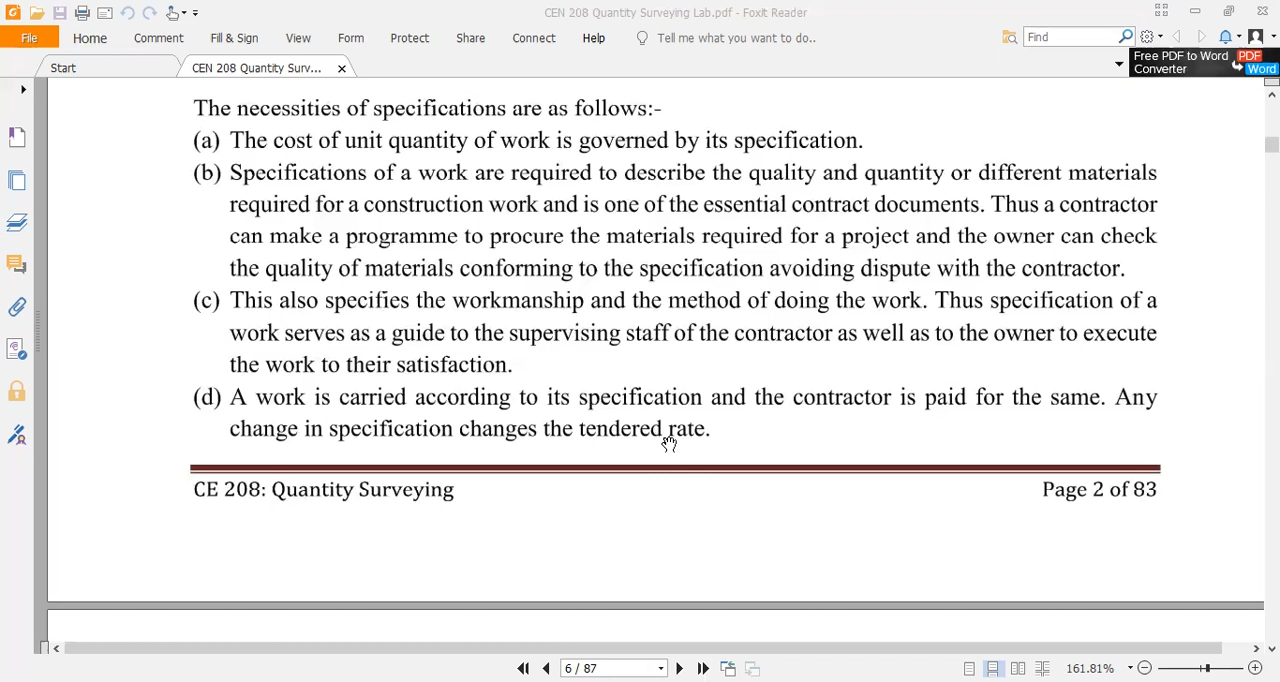 CEN 208 Quantity Surveying Lab.pdf - Foxit Reader
File Home Comment Fill & Sign View Form Protect Share Connect Help Tell me what you want to do.. Find
Start CEN 208 Quantity Surv... Free PDF to Word PDF
Converter Word
The necessities of specifications are as follows:-
(a) The cost of unit quantity of work is governed by its specification.
(b) Specifications of a work are required to describe the quality and quantity or different materials
required for a construction work and is one of the essential contract documents. Thus a contractor
can make a programme to procure the materials required for a project and the owner can check
the quality of materials conforming to the specification avoiding dispute with the contractor.
(c) This also specifies the workmanship and the method of doing the work. Thus specification of a
work serves as a guide to the supervising staff of the contractor as well as to the owner to execute
the work to their satisfaction.
(d) A work is carried according to its specification and the contractor is paid for the same. Any
change in specification changes the tendered rate.
CE 208: Quantity Surveying Page 2 of 83
6 / 87 161.81%